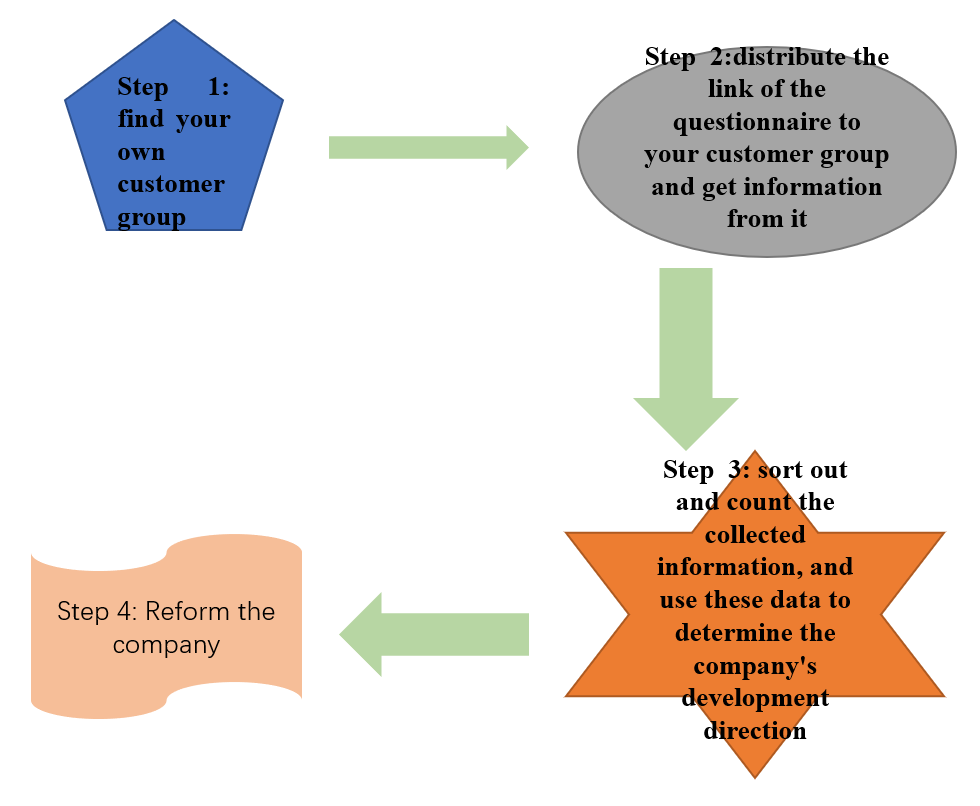 Step 1:
find your
own
customer
group
Step 2:distribute the
link of the
questionnaire to
your customer group
and get information
from it
Step 3: sort out
and count the
collected
information, and
use these data to
determine the
company's
development
direction
Step 4: Reform the
company